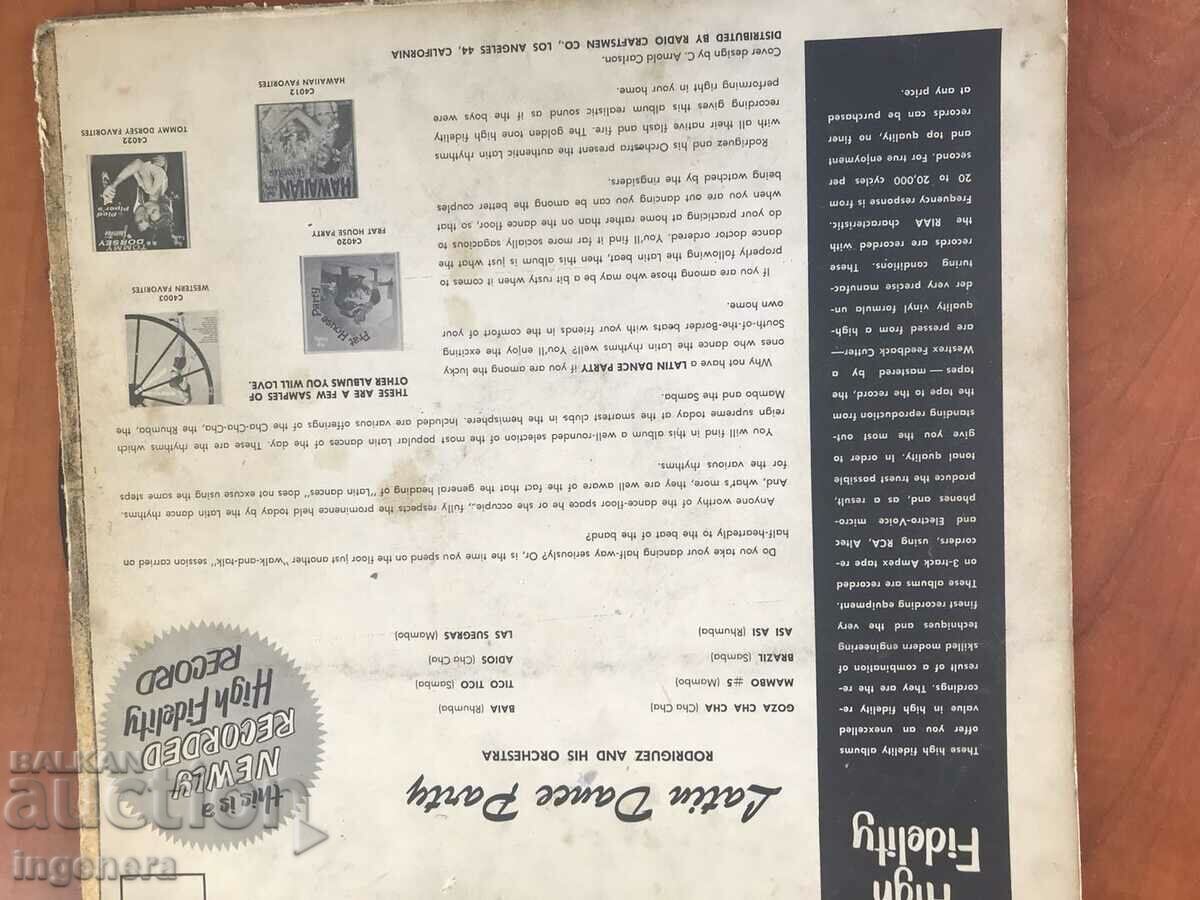 High
Fidelity
These high fidelity albums
offer you an unexcelled
value in high fidelity re-
cordings. They are the re-
sult of a combination of
skilled modern engineering
techniques and the very
finest recording equipment.
These albums are recorded
on 3-track Ampex tape re-
corders, using RCA, Altec
and Electro-Voice micro-
phones and, as a result,
produce the truest possible
tonal quality. In order to
give you the most out-
standing reproduction from
the tape to the record, the
tapes—mastered by a
Westrex Feedback Cutter—
are pressed from a high-
quality vinyl formula un-
der very precise manufac-
turing conditions. These
records are recorded with
the RIAA characteristic.
Frequency response is from
20 to 20,000 cycles per
second. For true enjoyment
and top quality, no finer
records can be purchased
at any price.
Latin Dance Party
RODRIGUEZ AND HIS ORCHESTRA
GOZA CHA CHA (Cha Cha)
MAMBO #5 (Mambo)
BRAZIL (Samba)
ASI ASI (Rhumba)
BAIA (Rhumba)
TICO TICO (Samba)
ADIOS (Cha Cha)
LAS SUEGRAS (Mambo)
this is a
NEWLY
RECORDED
High Fidelity
RECORD
Do you take your dancing half-way seriously? Or, is the time you spend on the floor just another "walk-and-talk" session carried on
half-heartedly to the beat of the band?
Anyone worthy of the dance-floor space he or she occupie., fully respects the prominence held today by the Latin dance rhythms.
And, what's more, they are well aware of the fact that the general heading of "Latin dances" does not excuse using the same steps
for the various rhythms.
You will find in this album a well-rounded selection of the most popular Latin dances of the day. These are the rhythms which
reign supreme today at the smartest clubs in the hemisphere. Included are various offerings of the Cha-Cha-Cha, the Rhumba, the
Mambo and the Samba.
Why not have a LATIN DANCE PARTY if you are among the lucky
ones who dance the Latin rhythms well? You'll enjoy the exciting
South-of-the-Border beats with your friends in the comfort of your
own home.
If you are among those who may be a bit rusty when it comes to
properly following the Latin beat, then this album is just what the
dance doctor ordered. You'll find it far more socially sagacious to
do your practicing at home rather than on the dance floor, so that
when you are out dancing you can be among the better couples
being watched by the ringsiders.
Rodriguez and his Orchestra present the authentic Latin rhythms
with all their native flash and fire. The golden tone high fidelity
recording gives this album realistic sound as if the boys were
performing right in your home.
Cover design by C. Arnold Carlson.
DISTRIBUTED BY RADIO CRAFTSMEN CO., LOS ANGELES 44, CALIFORNIA
THESE ARE A FEW SAMPLES OF
OTHER ALBUMS YOU WILL LOVE.
C4003
WESTERN FAVORITES
Frat House
Party
C4020
FRAT HOUSE PARTY
TOMMY
DORSEY
Pied
Piper's
C4022
TOMMY DORSEY FAVORITES
HAWAIIAN
C4012
HAWAIIAN FAVORITES
BALKAN
auction
ingenera